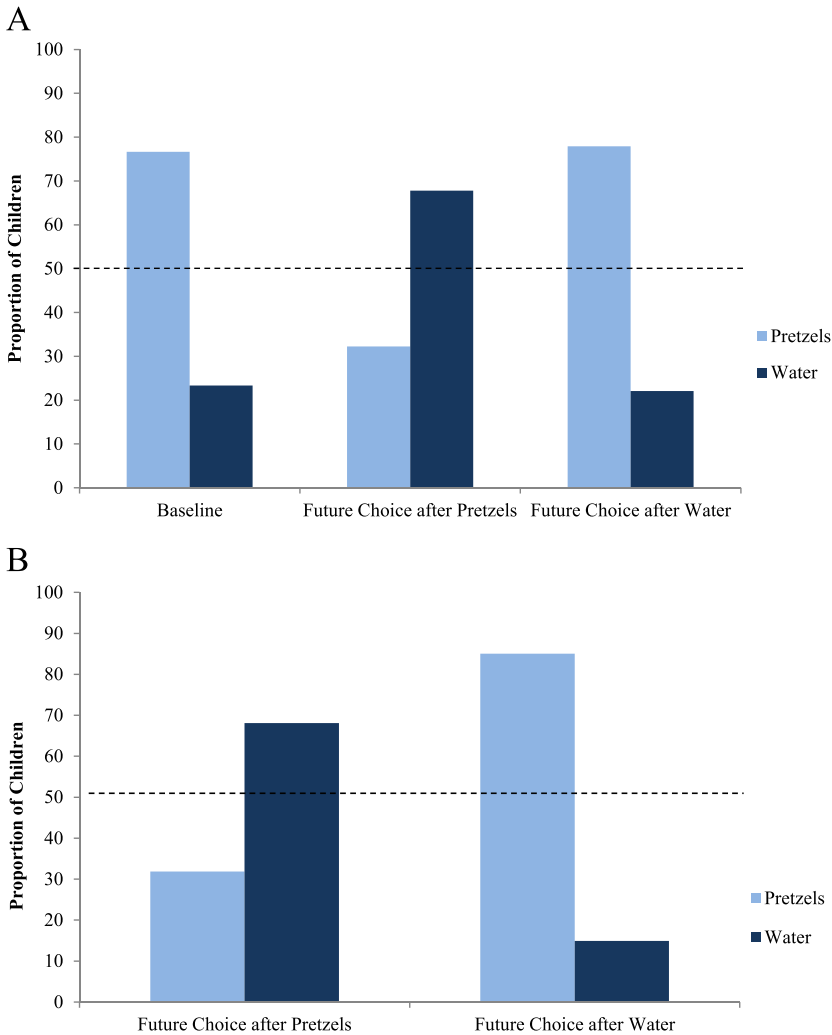 A
100
90
80
70
60
50
40
30
20
10
0
Proportion of Children
Baseline
Future Choice after Pretzels
Future Choice after Water
Pretzels
Water
B
100
90
80
70
60
50
40
30
20
10
0
Proportion of Children
Future Choice after Pretzels
Future Choice after Water
Pretzels
Water